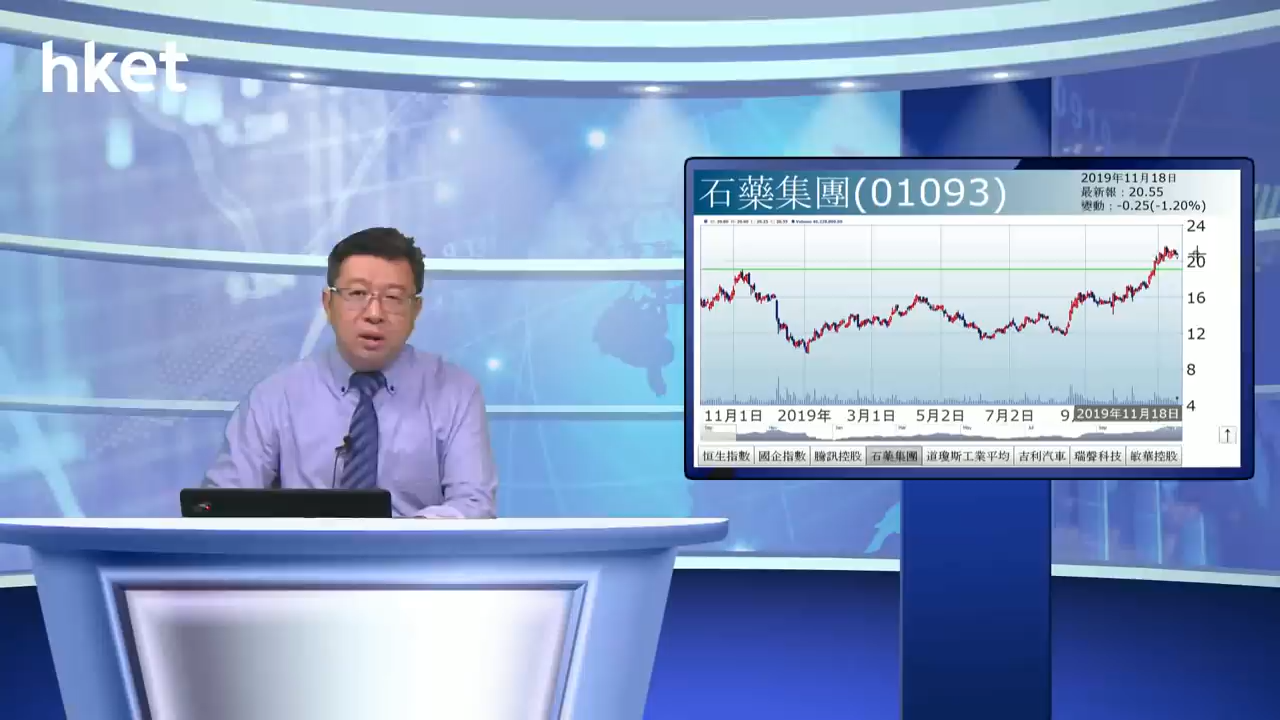 hket
石藥集團(01093)
2019年11月18日
最新報：20.55
變動：-0.25(-1.20%)
24
20
16
12
8
4
11月1日 2019年 3月1日 5月2日 7月2日 9 2019年11月18日
恒生指數 國企指數 騰訊控股 石藥集團 道瓊斯工業平均 吉利汽車 瑞聲科技 敏華控股